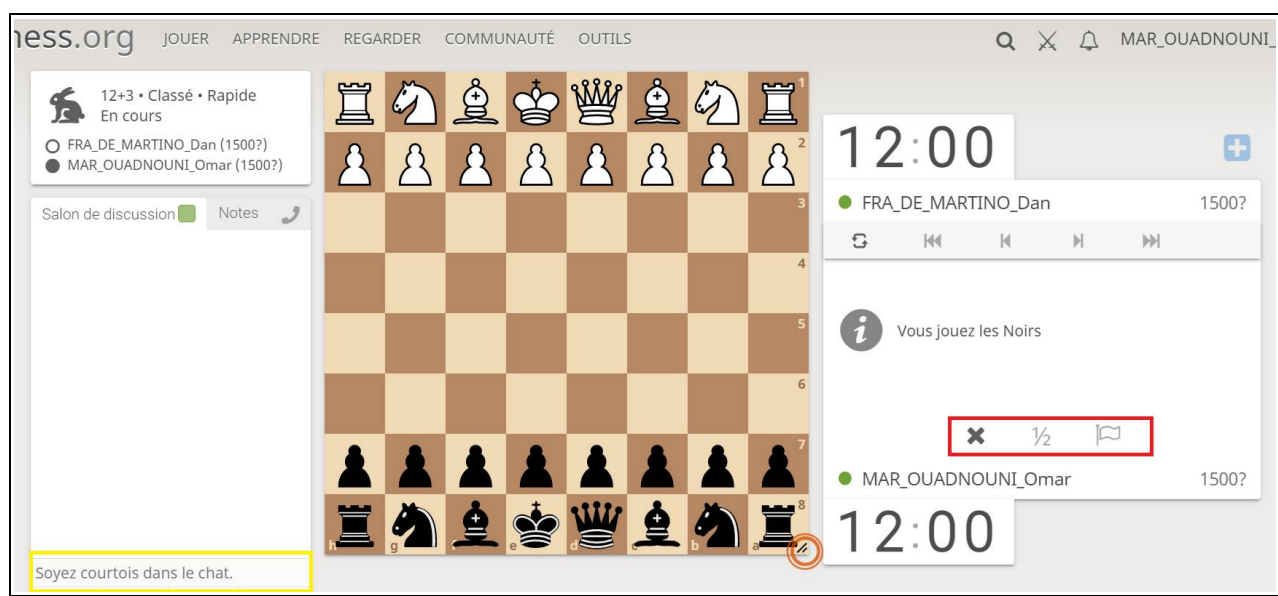 ness.org JOUER APPRENDRE REGARDER COMMUNAUTÉ OUTILS MAR_OUADNOUNI_
12+3 • Classé • Rapide
En cours
FRA_DE_MARTINO_Dan (1500?)
MAR_OUADNOUNI_Omar (1500?)
Salon de discussion Notes
Soyez courtois dans le chat.
1
2
3
4
5
6
7
8
h g f e d c b a
12:00
FRA_DE_MARTINO_Dan 1500?
i Vous jouez les Noirs
½
MAR_OUADNOUNI_Omar 1500?
12:00